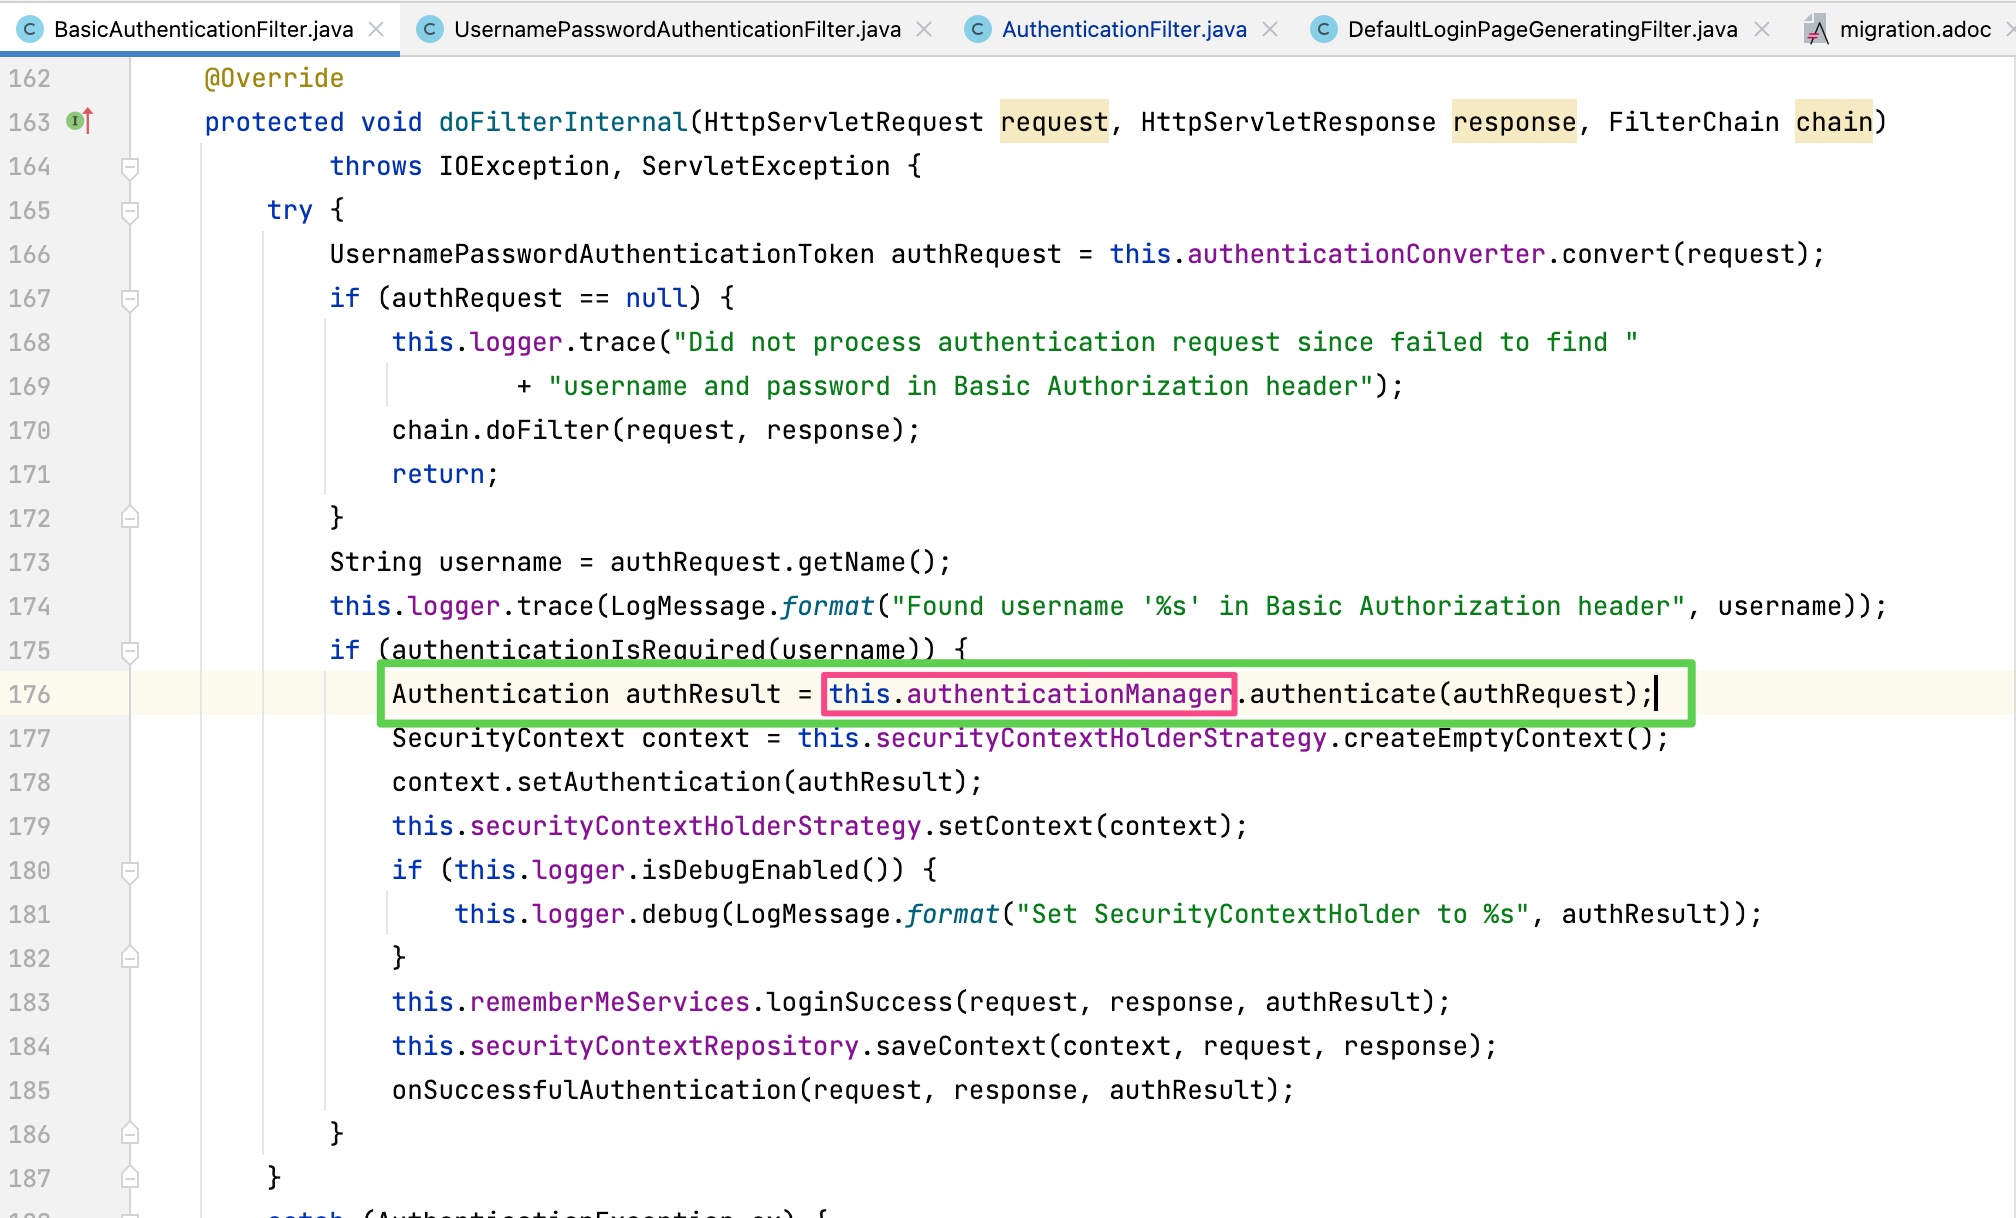 BasicAuthenticationFilter.java UsernamePasswordAuthenticationFilter.java AuthenticationFilter.java DefaultLoginPageGeneratingFilter.java migration.adoc
162 @Override
163 protected void doFilterInternal(HttpServletRequest request, HttpServletResponse response, FilterChain chain)
164 throws IOException, ServletException {
165 try {
166 UsernamePasswordAuthenticationToken authRequest = this.authenticationConverter.convert(request);
167 if (authRequest == null) {
168 this.logger.trace("Did not process authentication request since failed to find "
169 + "username and password in Basic Authorization header");
170 chain.doFilter(request, response);
171 return;
172 }
173 String username = authRequest.getName();
174 this.logger.trace(LogMessage.format("Found username '%s' in Basic Authorization header", username));
175 if (authenticationIsRequired(username)) {
176 Authentication authResult = this.authenticationManager.authenticate(authRequest);
177 SecurityContext context = this.securityContextHolderStrategy.createEmptyContext();
178 context.setAuthentication(authResult);
179 this.securityContextHolderStrategy.setContext(context);
180 if (this.logger.isDebugEnabled()) {
181 this.logger.debug(LogMessage.format("Set SecurityContextHolder to %s", authResult));
182 }
183 this.rememberMeServices.loginSuccess(request, response, authResult);
184 this.securityContextRepository.saveContext(context, request, response);
185 onSuccessfulAuthentication(request, response, authResult);
186 }
187 }
catch (AuthenticationException ex) {